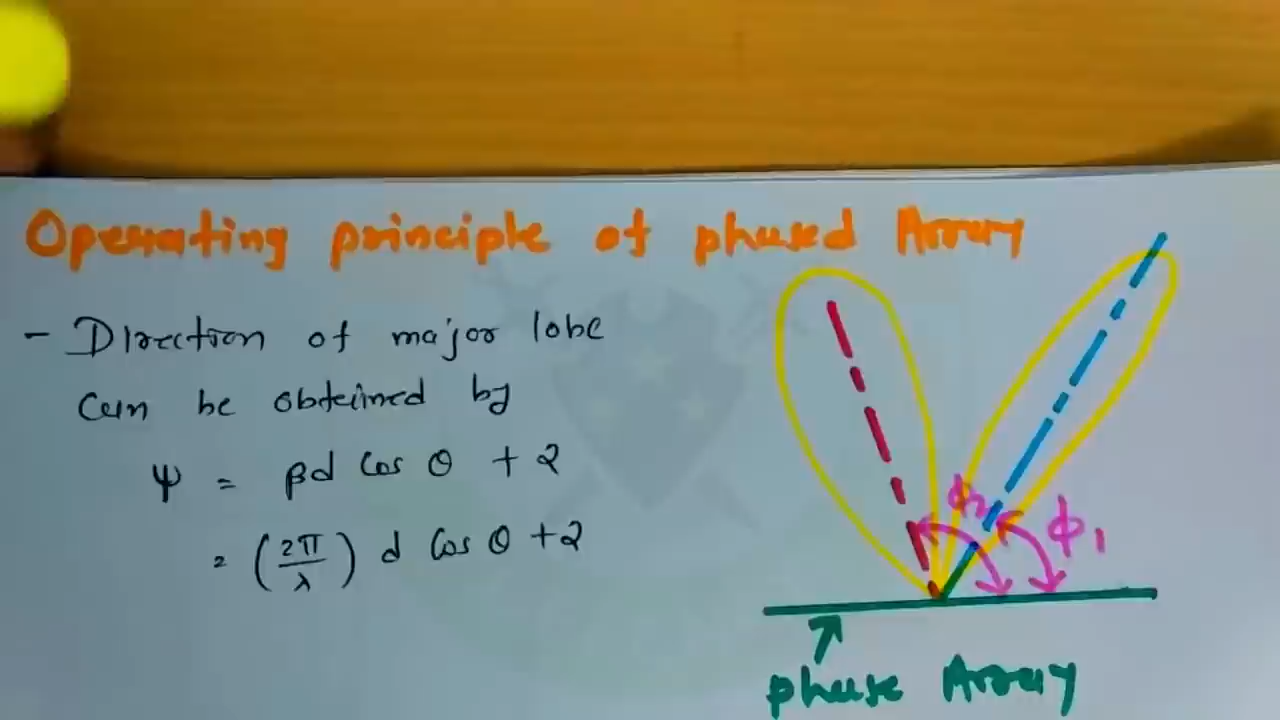 Operating principle of phased Array
- Direction of major lobe
can be obtained by
Ψ = βd cos θ + α
= (2π/λ) d cos θ + α
ϕ2
ϕ1
phase Array